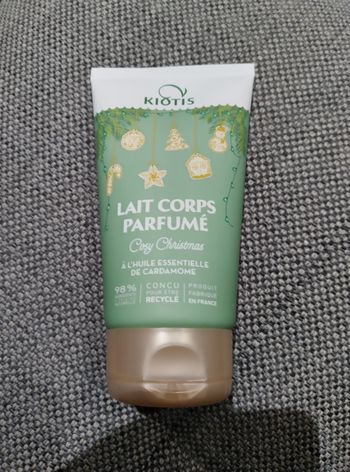 KIOTIS
LAIT CORPS
PARFUMÉ
Cozy Christmas
À L'HUILE ESSENTIELLE
DE CARDAMOME
98%
CONÇU
POUR ÊTRE
RECYCLÉ
PRODUIT
FABRIQUÉ
EN FRANCE